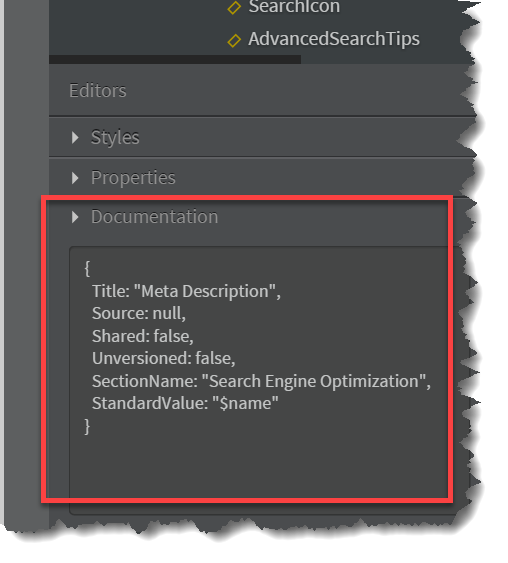 SearchIcon
AdvancedSearchTips
Editors
Styles
Properties
Documentation
{
Title: "Meta Description",
Source: null,
Shared: false,
Unversioned: false,
SectionName: "Search Engine Optimization",
StandardValue: "$name"
}